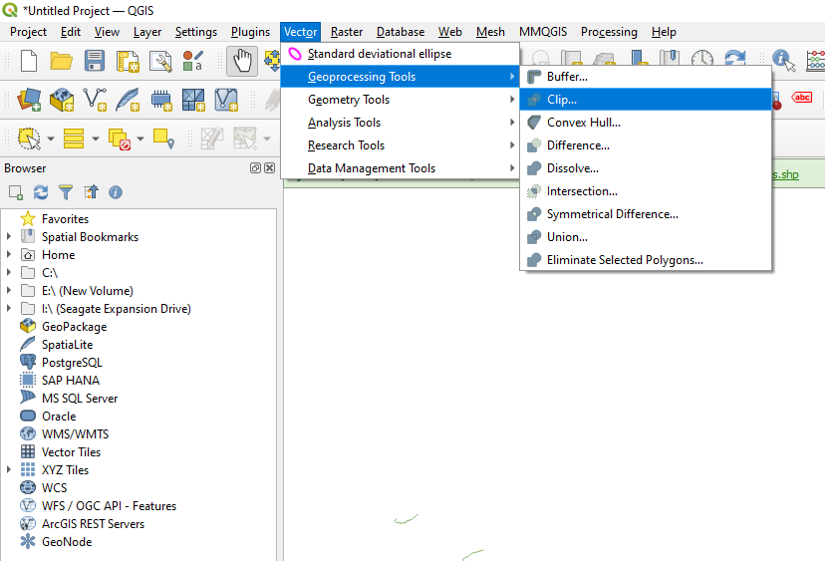 *Untitled Project — QGIS
Project Edit View Layer Settings Plugins Vector Raster Database Web Mesh MMQGIS Processing Help
Standard deviational ellipse
Geoprocessing Tools
Geometry Tools
Analysis Tools
Research Tools
Data Management Tools
Buffer...
Clip...
Convex Hull...
Difference...
Dissolve...
Intersection...
Symmetrical Difference...
Union...
Eliminate Selected Polygons...
abc
s.shp
Browser
Favorites
Spatial Bookmarks
Home
C:\
E:\ (New Volume)
I:\ (Seagate Expansion Drive)
GeoPackage
SpatiaLite
PostgreSQL
SAP HANA
MS SQL Server
Oracle
WMS/WMTS
Vector Tiles
XYZ Tiles
WCS
WFS / OGC API - Features
ArcGIS REST Servers
GeoNode